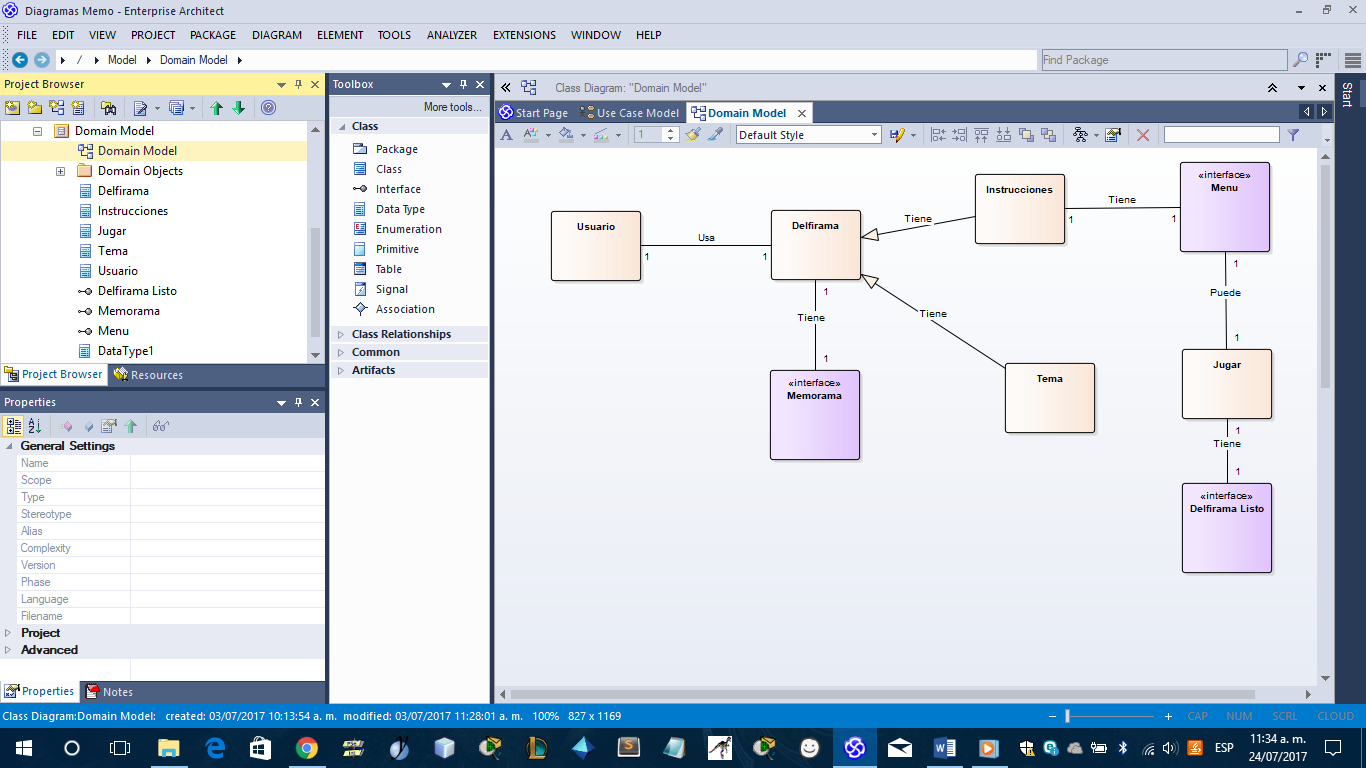 Diagramas Memo - Enterprise Architect
FILE EDIT VIEW PROJECT PACKAGE DIAGRAM ELEMENT TOOLS ANALYZER EXTENSIONS WINDOW HELP
/ Model Domain Model
Find Package
Project Browser
Domain Model
Domain Model
Domain Objects
Delfirama
Instrucciones
Jugar
Tema
Usuario
Delfirama Listo
Memorama
Menu
DataType1
Project Browser Resources
Properties
General Settings
Name
Scope
Type
Stereotype
Alias
Complexity
Version
Phase
Language
Filename
Project
Advanced
Properties Notes
Toolbox
More tools...
Class
Package
Class
Interface
Data Type
Enumeration
Primitive
Table
Signal
Association
Class Relationships
Common
Artifacts
Class Diagram: "Domain Model"
Start Page Use Case Model Domain Model
1 Default Style
Start
Usuario
Usa
1 1
Delfirama
Tiene
Instrucciones
Tiene
1 1
«interface»
Menu
1
Puede
1
Jugar
1
Tiene
1
«interface»
Delfirama Listo
1
Tiene
1
«interface»
Memorama
Tiene
Tema
Class Diagram:Domain Model: created: 03/07/2017 10:13:54 a. m. modified: 03/07/2017 11:28:01 a. m. 100% 827 x 1169
CAP NUM SCRL CLOUD
ESP
11:34 a. m.
24/07/2017